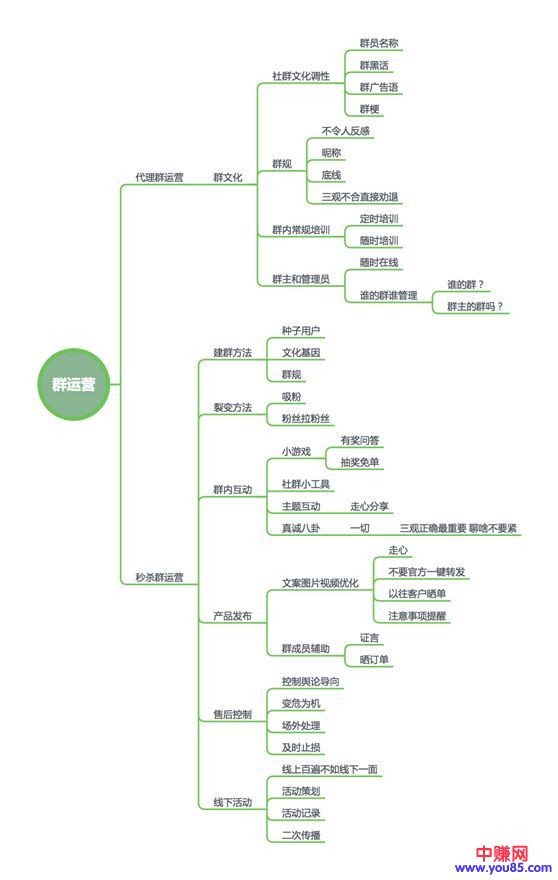 群运营
代理群运营
群文化
社群文化调性
群员名称
群黑话
群广告语
群梗
群规
不令人反感
昵称
底线
三观不合直接劝退
群内常规培训
定时培训
随时培训
群主和管理员
随时在线
谁的群谁管理
谁的群？
群主的群吗？
秒杀群运营
建群方法
种子用户
文化基因
群规
裂变方法
吸粉
粉丝拉粉丝
群内互动
小游戏
有奖问答
抽奖免单
社群小工具
主题互动
走心分享
真诚八卦
一切
三观正确最重要 聊啥不要紧
产品发布
文案图片视频优化
走心
不要官方一键转发
以往客户晒单
注意事项提醒
群成员辅助
证言
晒订单
售后控制
控制舆论导向
变危为机
场外处理
及时止损
线下活动
线上百遍不如线下一面
活动策划
活动记录
二次传播
中赚网
www.you85.com